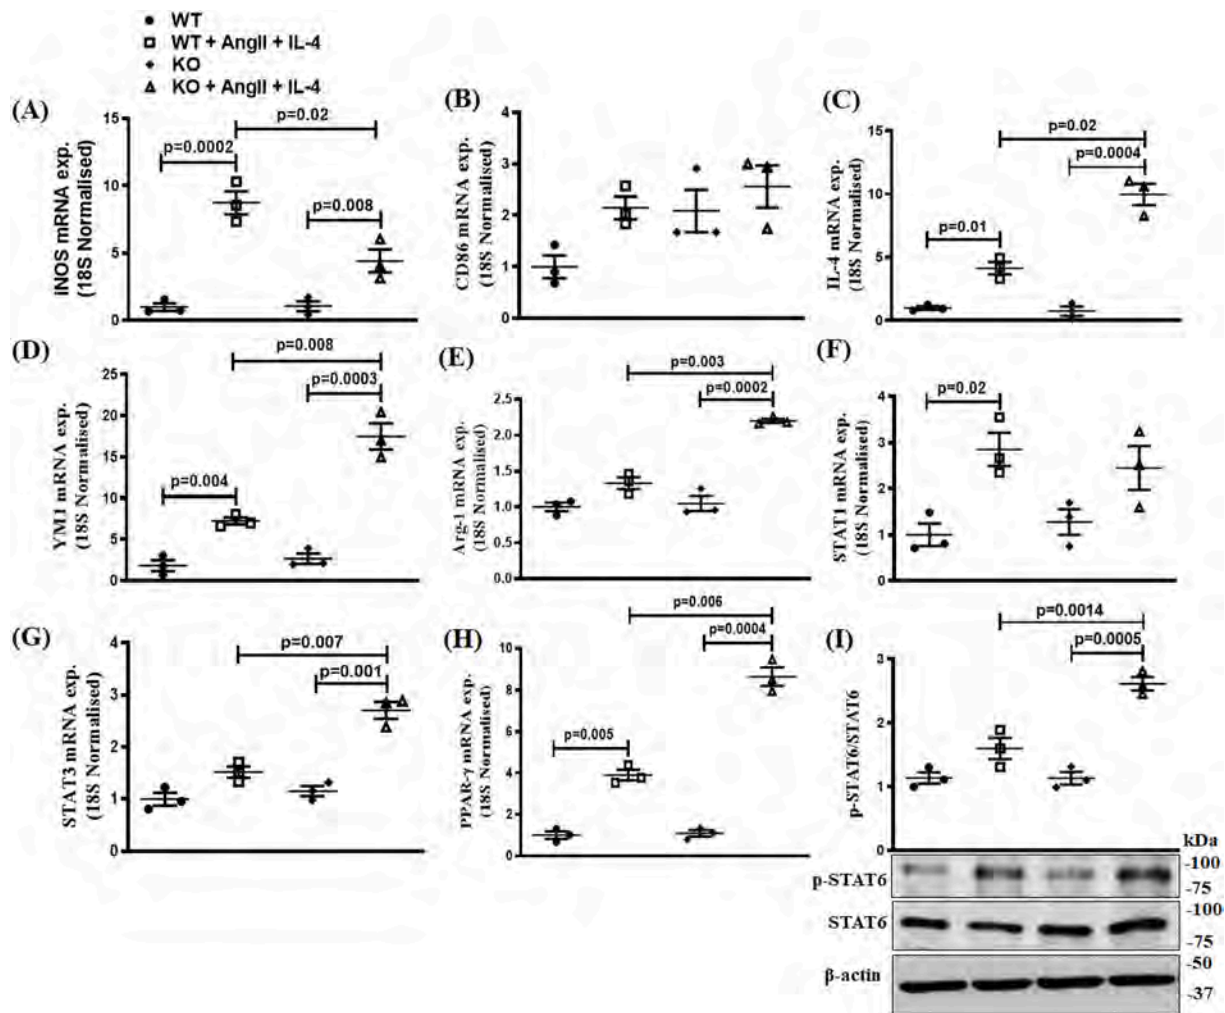 WT
WT + AngII + IL-4
KO
KO + AngII + IL-4
(A)
iNOS mRNA exp.
(18S Normalised)
15
10
5
0
p=0.0002
p=0.02
p=0.008
(B)
CD86 mRNA exp.
(18S Normalised)
4
3
2
1
0
(C)
IL-4 mRNA exp.
(18S Normalised)
15
10
5
0
p=0.02
p=0.0004
p=0.01
(D)
YM1 mRNA exp.
(18S Normalised)
25
20
15
10
5
0
p=0.008
p=0.0003
p=0.004
(E)
Arg-1 mRNA exp.
(18S Normalised)
2.5
2.0
1.5
1.0
0.5
0.0
p=0.003
p=0.0002
(F)
STAT1 mRNA exp.
(18S Normalised)
4
3
2
1
0
p=0.02
(G)
STAT3 mRNA exp.
(18S Normalised)
4
3
2
1
0
p=0.007
p=0.001
(H)
PPAR-γ mRNA exp.
(18S Normalised)
10
8
6
4
2
0
p=0.006
p=0.0004
p=0.005
(I)
p-STAT6/STAT6
3
2
1
0
p=0.0014
p=0.0005
kDa
p-STAT6
-100
-75
STAT6
-100
-75
β-actin
-50
-37